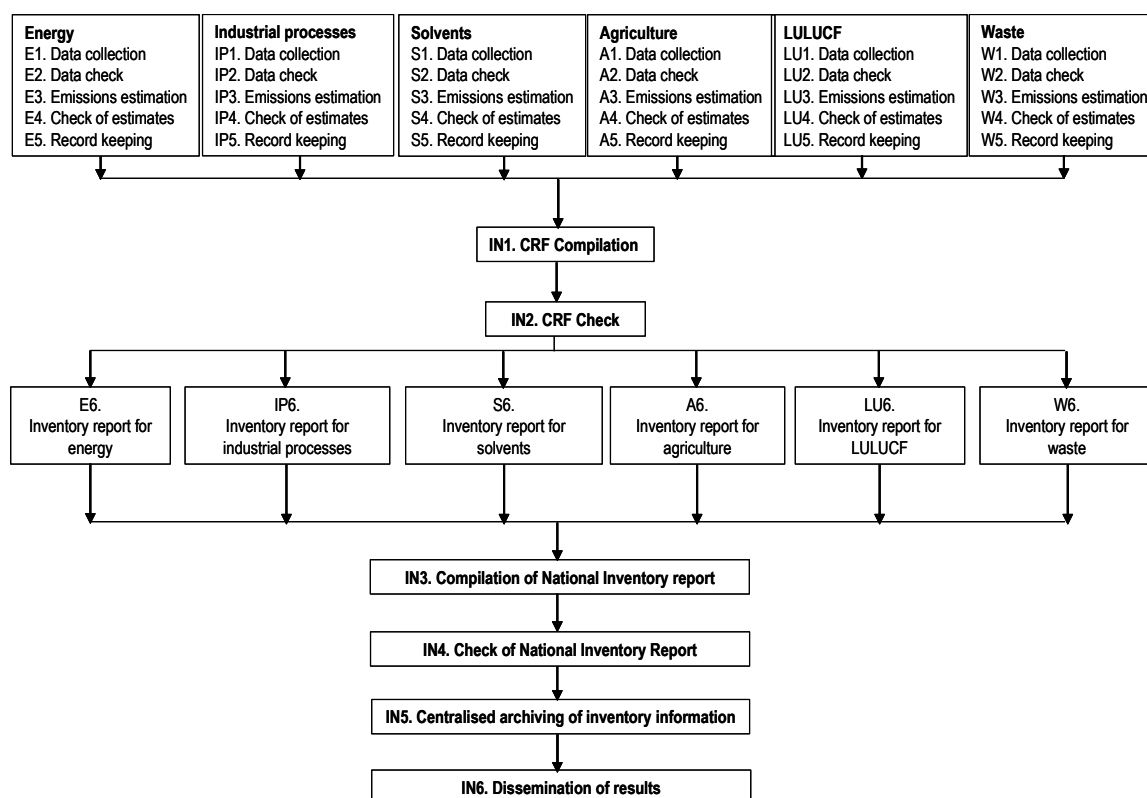 Energy
E1. Data collection
E2. Data check
E3. Emissions estimation
E4. Check of estimates
E5. Record keeping
Industrial processes
IP1. Data collection
IP2. Data check
IP3. Emissions estimation
IP4. Check of estimates
IP5. Record keeping
Solvents
S1. Data collection
S2. Data check
S3. Emissions estimation
S4. Check of estimates
S5. Record keeping
Agriculture
A1. Data collection
A2. Data check
A3. Emissions estimation
A4. Check of estimates
A5. Record keeping
LULUCF
LU1. Data collection
LU2. Data check
LU3. Emissions estimation
LU4. Check of estimates
LU5. Record keeping
Waste
W1. Data collection
W2. Data check
W3. Emissions estimation
W4. Check of estimates
W5. Record keeping
IN1. CRF Compilation
IN2. CRF Check
E6.
Inventory report for
energy
IP6.
Inventory report for
industrial processes
S6.
Inventory report for
solvents
A6.
Inventory report for
agriculture
LU6.
Inventory report for
LULUCF
W6.
Inventory report for
waste
IN3. Compilation of National Inventory report
IN4. Check of National Inventory Report
IN5. Centralised archiving of inventory information
IN6. Dissemination of results